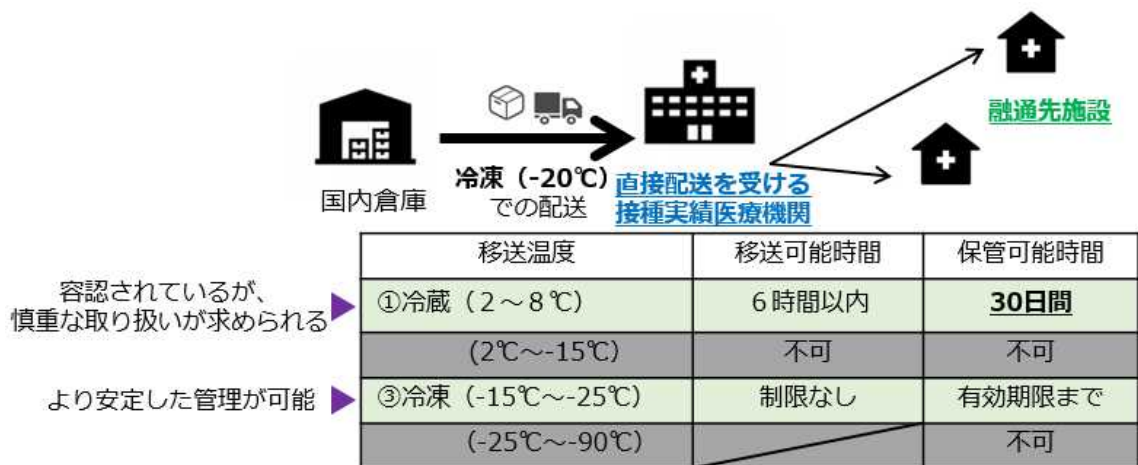 融通先施設
国内倉庫
冷凍（-20℃）
での配送
直接配送を受ける
接種実績医療機関
移送温度 移送可能時間 保管可能時間
容認されているが、
慎重な取り扱いが求められる
①冷蔵（２～８℃） ６時間以内 30日間
(2℃～-15℃) 不可 不可
より安定した管理が可能
③冷凍（-15℃～-25℃） 制限なし 有効期限まで
(-25℃～-90℃) 不可